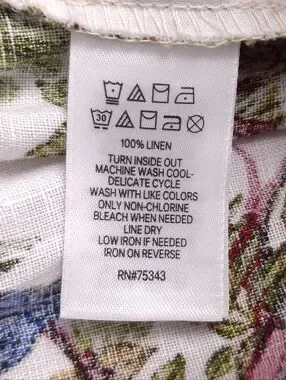 30
100% LINEN
TURN INSIDE OUT
MACHINE WASH COOL-
DELICATE CYCLE
WASH WITH LIKE COLORS
ONLY NON-CHLORINE
BLEACH WHEN NEEDED
LINE DRY
LOW IRON IF NEEDED
IRON ON REVERSE
RN#75343